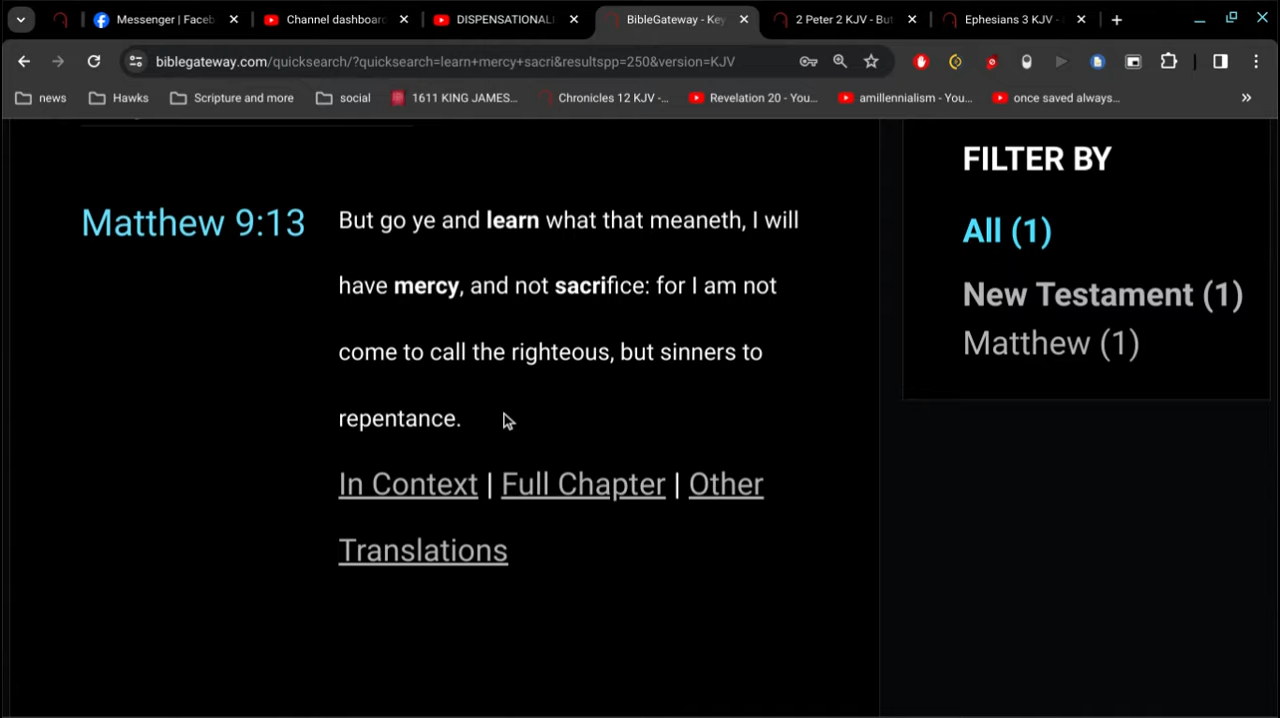 Messenger | Faceb
Channel dashboar
DISPENSATIONALI
BibleGateway - Key
2 Peter 2 KJV - Bu
Ephesians 3 KJV -
biblegateway.com/quicksearch/?quicksearch=learn+mercy+sacri&resultspp=250&version=KJV
news
Hawks
Scripture and more
social
1611 KING JAMES...
Chronicles 12 KJV -...
Revelation 20 - You...
amillennialism - You...
once saved always...
Matthew 9:13
But go ye and learn what that meaneth, I will
have mercy, and not sacrifice: for I am not
come to call the righteous, but sinners to
repentance.
In Context | Full Chapter | Other
Translations
FILTER BY
All (1)
New Testament (1)
Matthew (1)